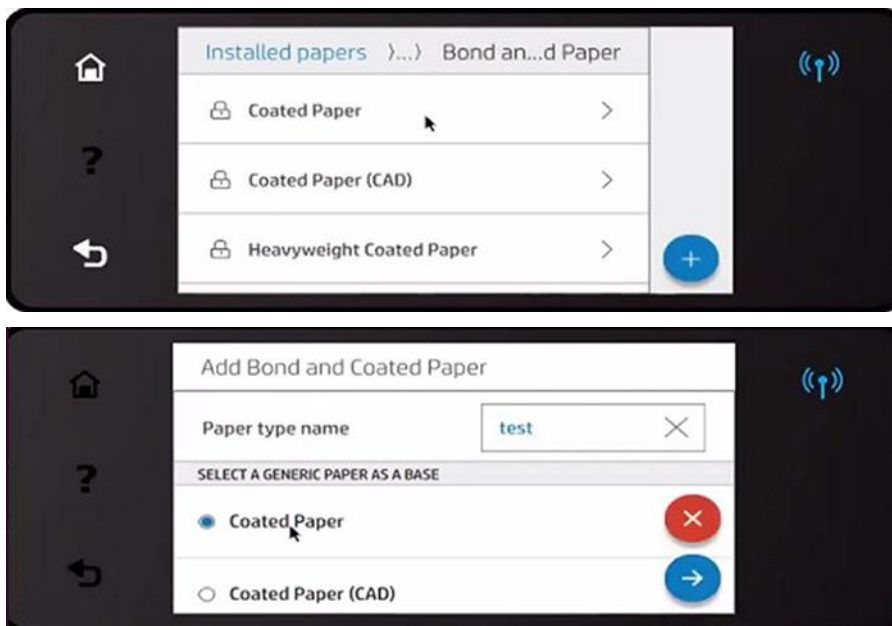 Installed papers 〉...〉 Bond an...d Paper
Coated Paper
Coated Paper (CAD)
Heavyweight Coated Paper
Add Bond and Coated Paper
Paper type name test
SELECT A GENERIC PAPER AS A BASE
Coated Paper
Coated Paper (CAD)